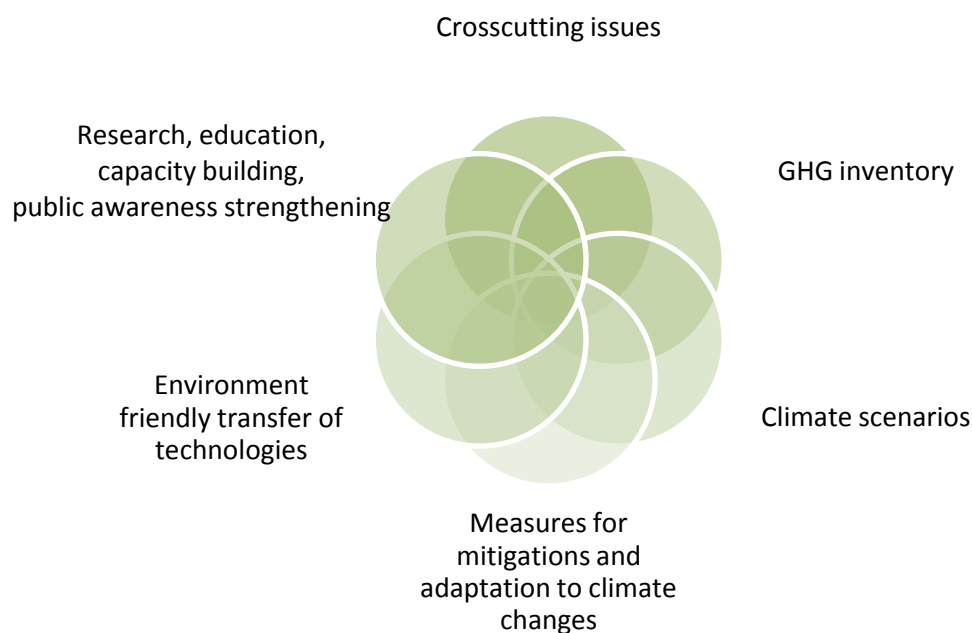 Crosscutting issues
Research, education,
capacity building,
public awareness strengthening
GHG inventory
Environment
friendly transfer of
technologies
Climate scenarios
Measures for
mitigations and
adaptation to climate
changes